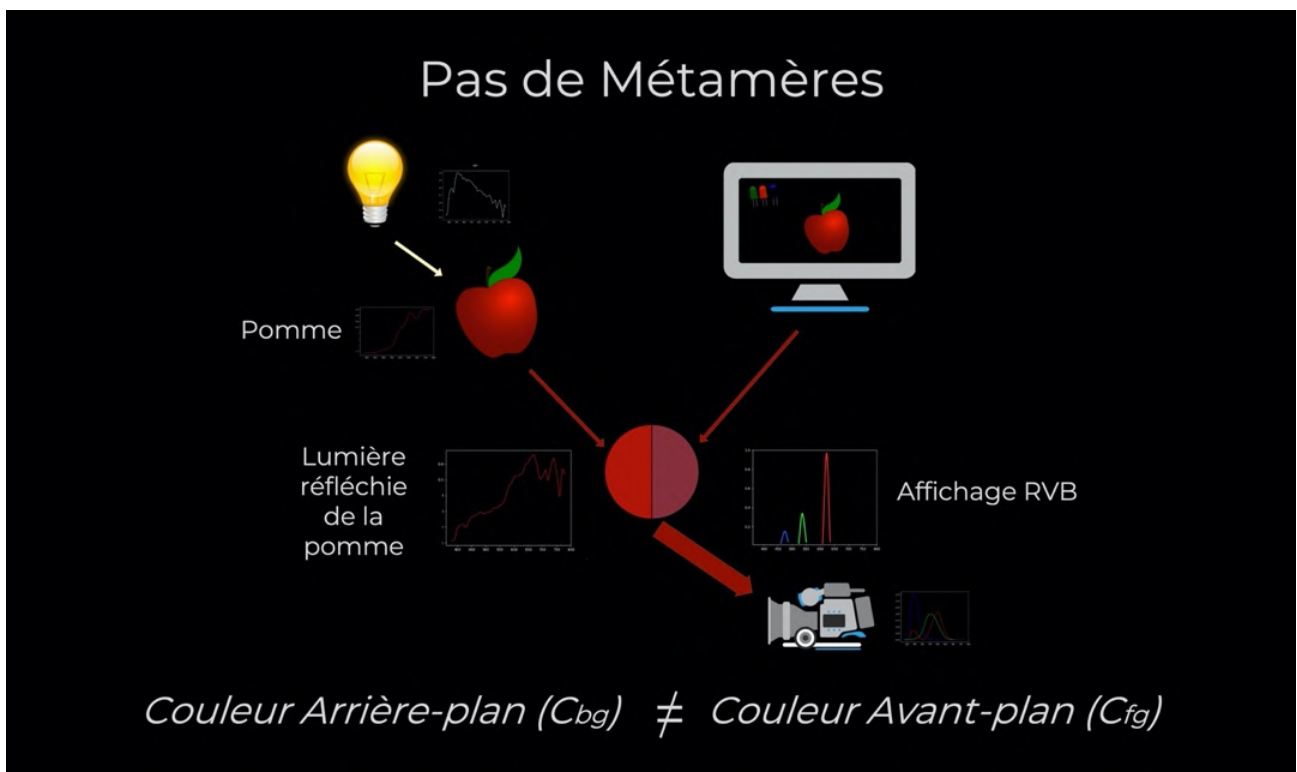 Pas de Métamères
Pomme
Lumière
réfléchie
de la
pomme
Affichage RVB
Couleur Arrière-plan (Cbg) ≠ Couleur Avant-plan (Cfg)